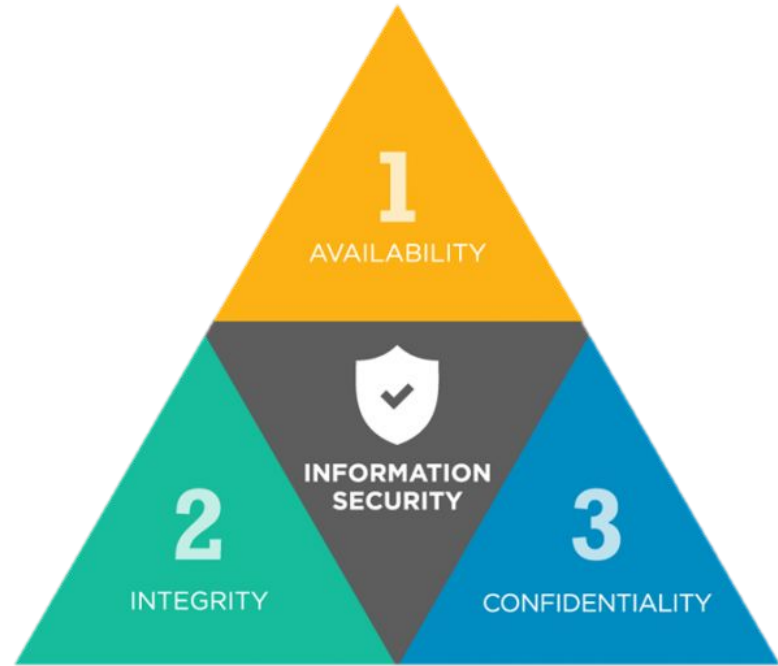 1
AVAILABILITY
INFORMATION
SECURITY
2
INTEGRITY
3
CONFIDENTIALITY